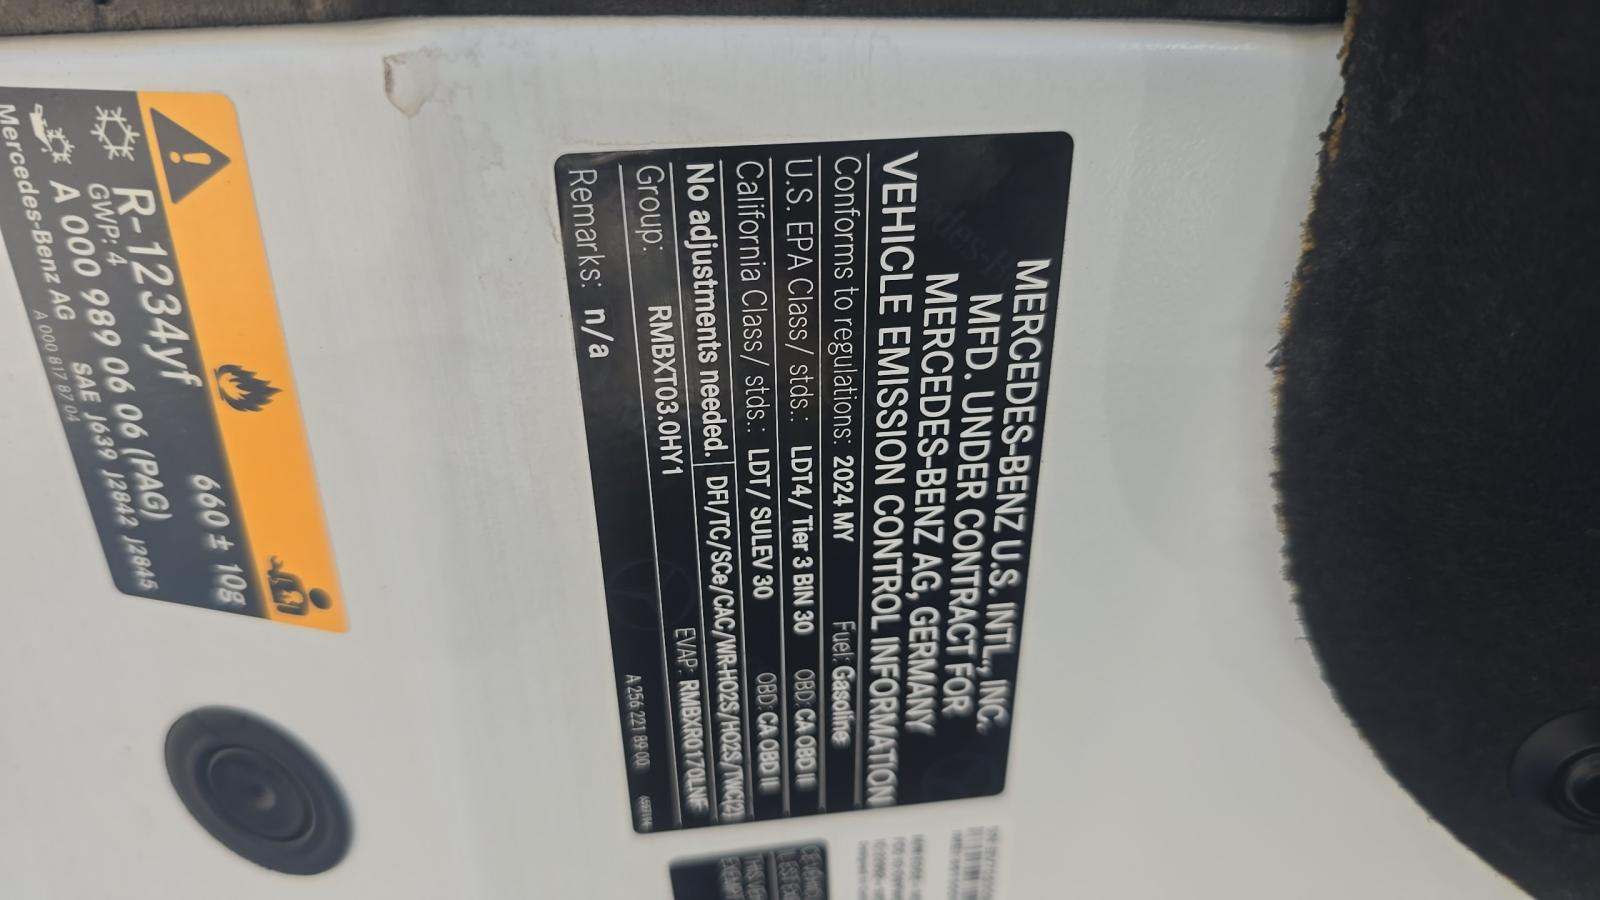 MERCEDES-BENZ U.S. INTL., INC.
MFD. UNDER CONTRACT FOR
MERCEDES-BENZ AG, GERMANY
VEHICLE EMISSION CONTROL INFORMATION
Conforms to regulations: 2024 MY Fuel: Gasoline
U.S. EPA Class/ stds.: LDT4/ Tier 3 BIN 30 OBD: CA OBD II
California Class/ stds.: LDT/ SULEV 30 OBD: CA OBD II
No adjustments needed. DFI/TC/SCe/CAC/WR-HO2S/HO2S/TWC(2)
Group: RMBXT03.0HY1 EVAP: RMBXR0170LNF
Remarks: n/a
A 256 221 89 00
R-1234yf 660 ± 10g
GWP: 4
A 000 989 06 06 (PAG)
SAE J639 J2842 J2845
Mercedes-Benz AG A 000 817 87 04